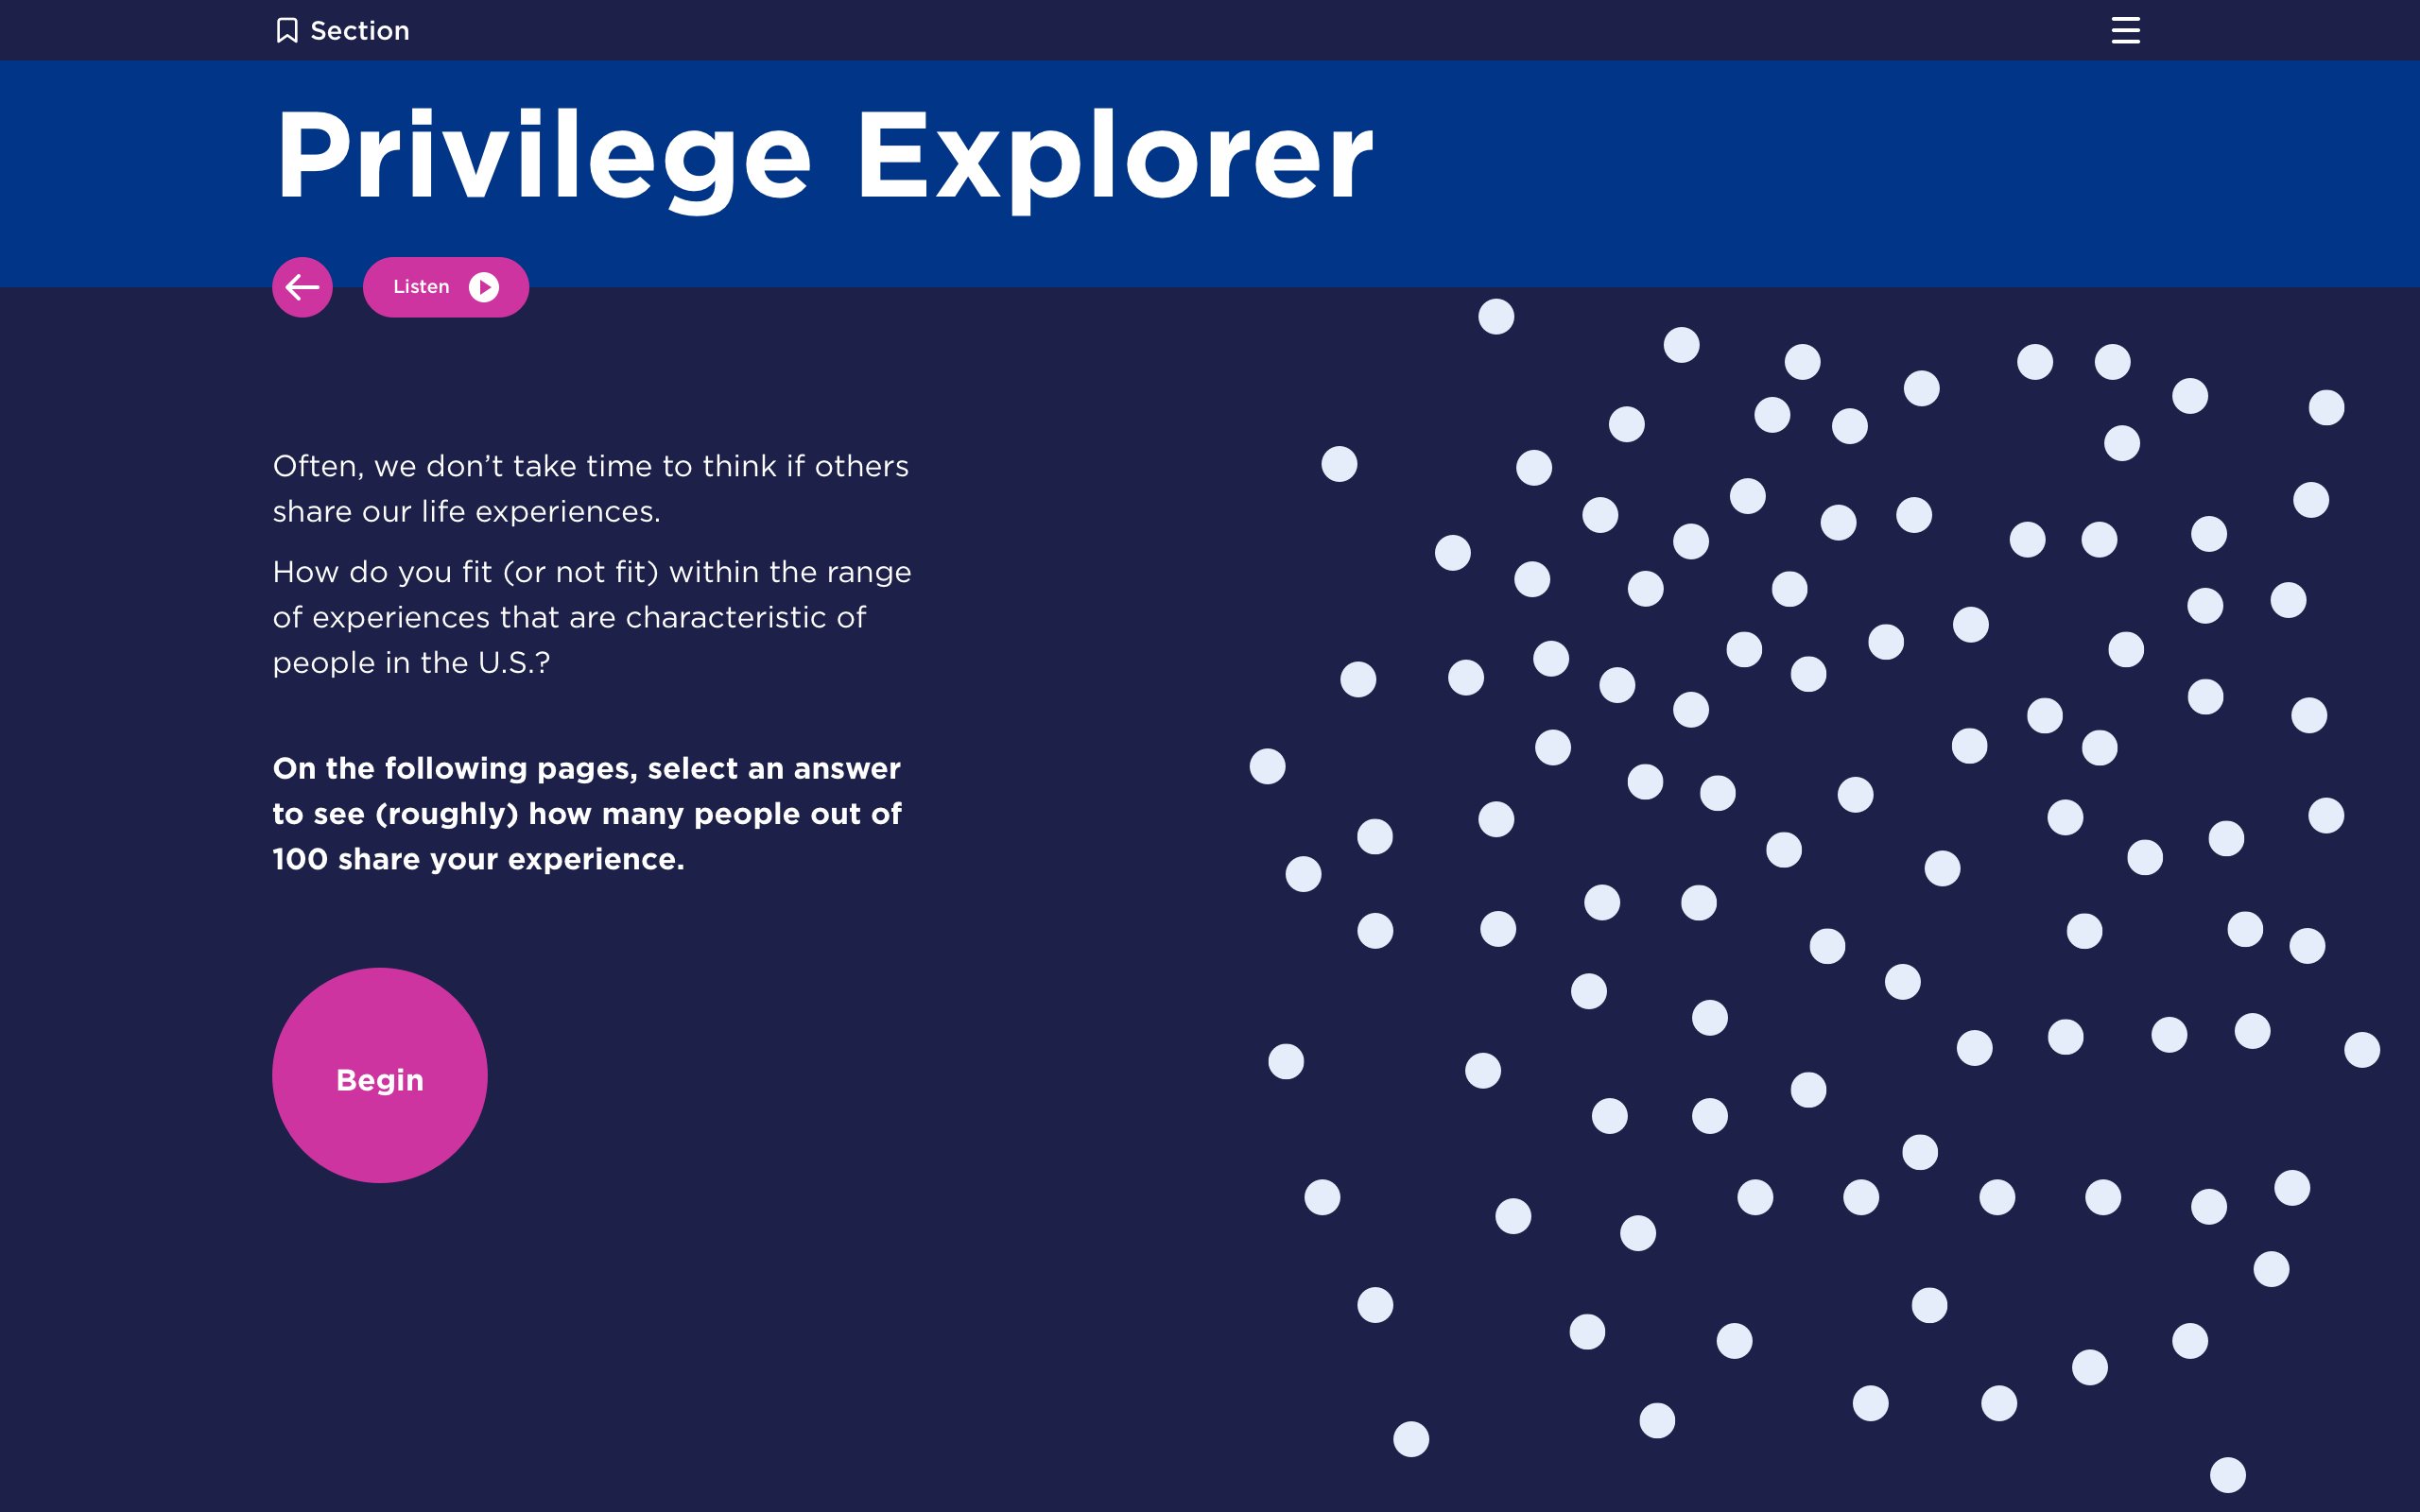 Section
Privilege Explorer
Listen
Often, we don’t take time to think if others
share our life experiences.
How do you fit (or not fit) within the range
of experiences that are characteristic of
people in the U.S.?
On the following pages, select an answer
to see (roughly) how many people out of
100 share your experience.
Begin